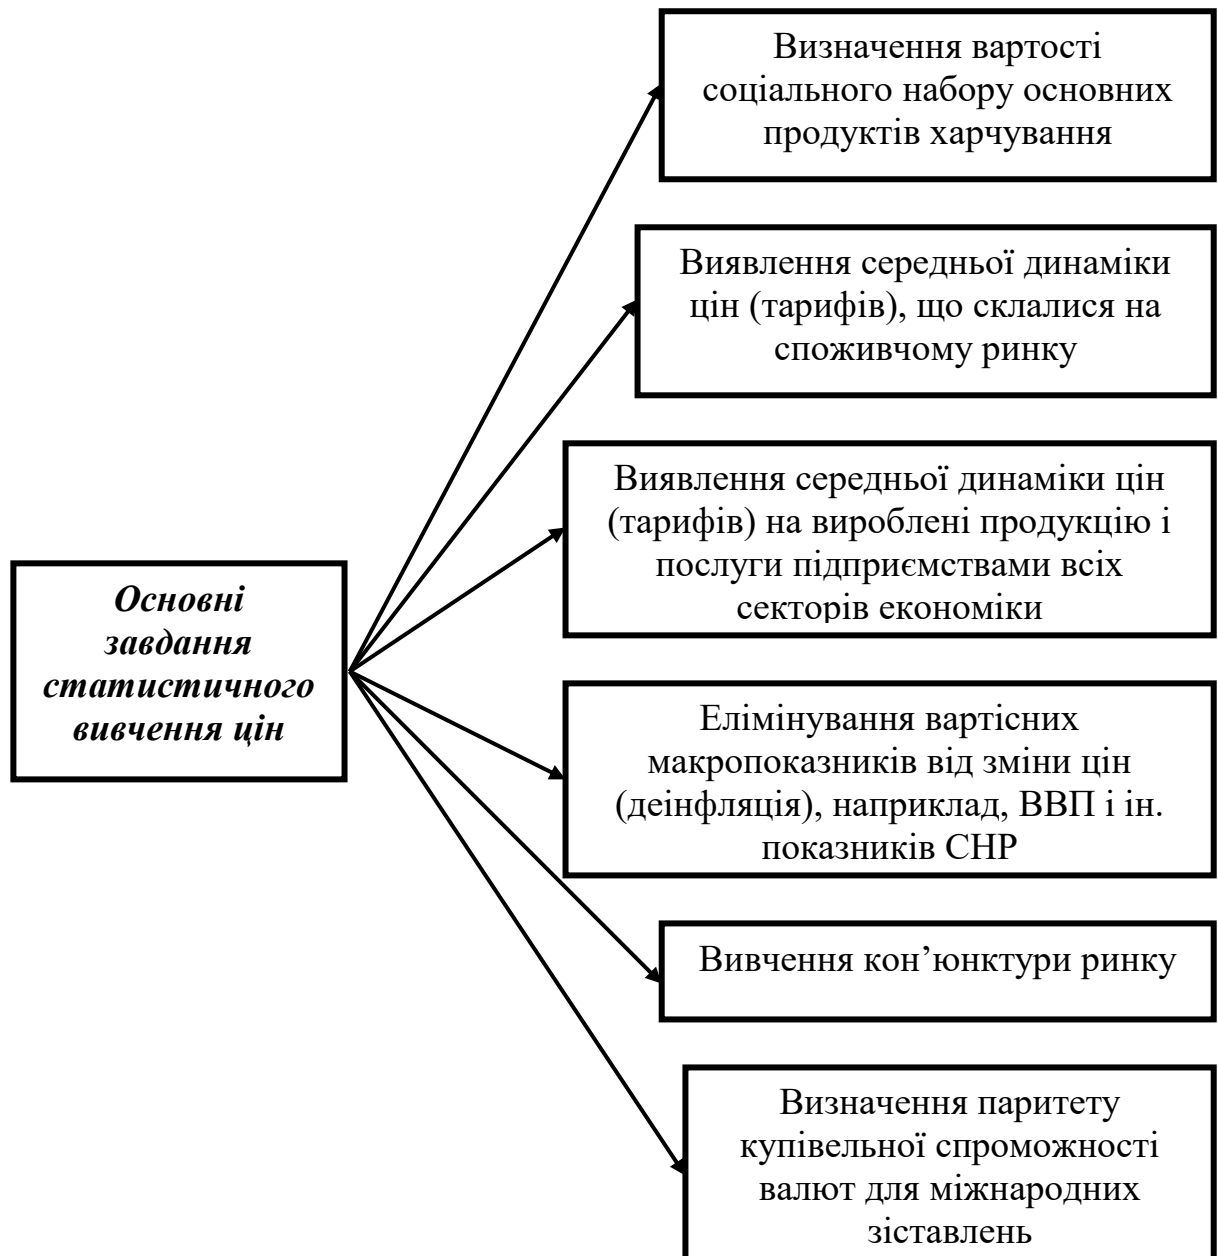 Визначення вартості
соціального набору основних
продуктів харчування
Виявлення середньої динаміки
цін (тарифів), що склалися на
споживчому ринку
Виявлення середньої динаміки цін
(тарифів) на вироблені продукцію і
послуги підприємствами всіх
секторів економіки
Основні
завдання
статистичного
вивчення цін
Елімінування вартісних
макропоказників від зміни цін
(деінфляція), наприклад, ВВП і ін.
показників СНР
Вивчення кон’юнктури ринку
Визначення паритету
купівельної спроможності
валют для міжнародних
зіставлень